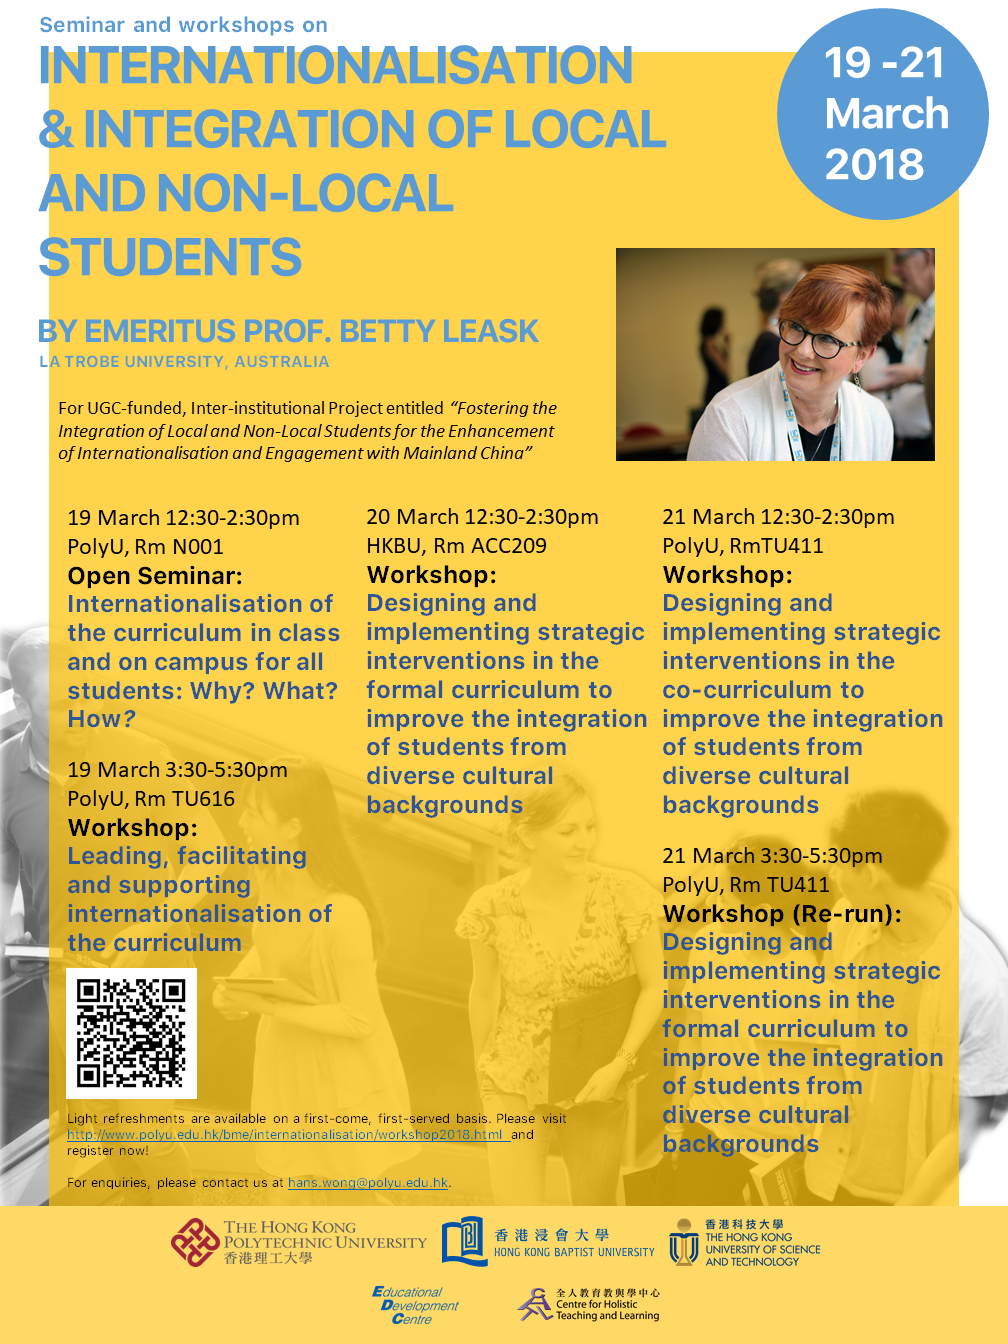 Seminar and workshops on
INTERNATIONALISATION
& INTEGRATION OF LOCAL
AND NON-LOCAL
STUDENTS
19 -21
March
2018
BY EMERITUS PROF. BETTY LEASK
LA TROBE UNIVERSITY, AUSTRALIA
For UGC-funded, Inter-institutional Project entitled “Fostering the
Integration of Local and Non-Local Students for the Enhancement
of Internationalisation and Engagement with Mainland China”
19 March 12:30-2:30pm
PolyU, Rm N001
Open Seminar:
Internationalisation of
the curriculum in class
and on campus for all
students: Why? What?
How?
19 March 3:30-5:30pm
PolyU, Rm TU616
Workshop:
Leading, facilitating
and supporting
internationalisation of
the curriculum
20 March 12:30-2:30pm
HKBU, Rm ACC209
Workshop:
Designing and
implementing strategic
interventions in the
formal curriculum to
improve the integration
of students from
diverse cultural
backgrounds
21 March 12:30-2:30pm
PolyU, RmTU411
Workshop:
Designing and
implementing strategic
interventions in the
co-curriculum to
improve the integration
of students from
diverse cultural
backgrounds
21 March 3:30-5:30pm
PolyU, Rm TU411
Workshop (Re-run):
Designing and
implementing strategic
interventions in the
formal curriculum to
improve the integration
of students from
diverse cultural
backgrounds
Light refreshments are available on a first-come, first-served basis. Please visit
http://www.polyu.edu.hk/bme/internationalisation/workshop2018.html and
register now!
For enquiries, please contact us at hans.wong@polyu.edu.hk.
THE HONG KONG
POLYTECHNIC UNIVERSITY
香港理工大學
香港浸會大學
HONG KONG BAPTIST UNIVERSITY
香港科技大學
THE HONG KONG
UNIVERSITY OF SCIENCE
AND TECHNOLOGY
Educational
Development
Centre
全人教育教與學中心
Centre for Holistic
Teaching and Learning